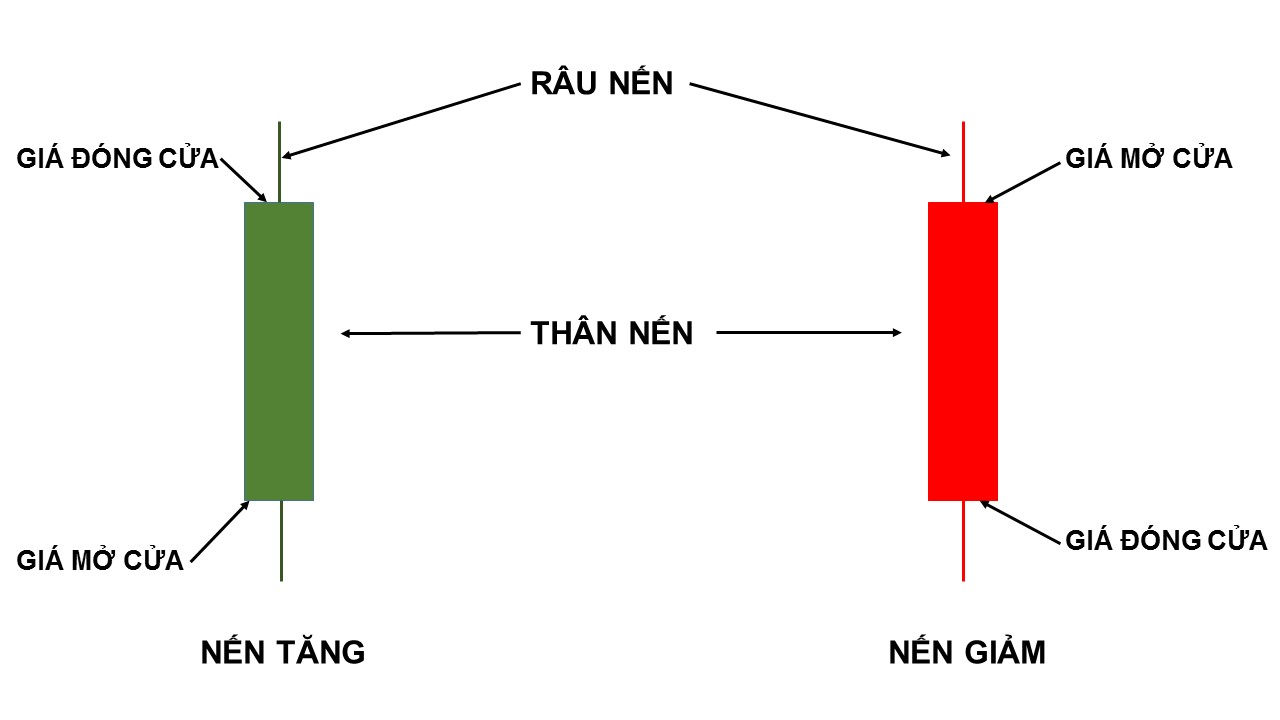 RÂU NẾN
GIÁ ĐÓNG CỬA
GIÁ MỞ CỬA
THÂN NẾN
GIÁ MỞ CỬA
GIÁ ĐÓNG CỬA
NẾN TĂNG
NẾN GIẢM